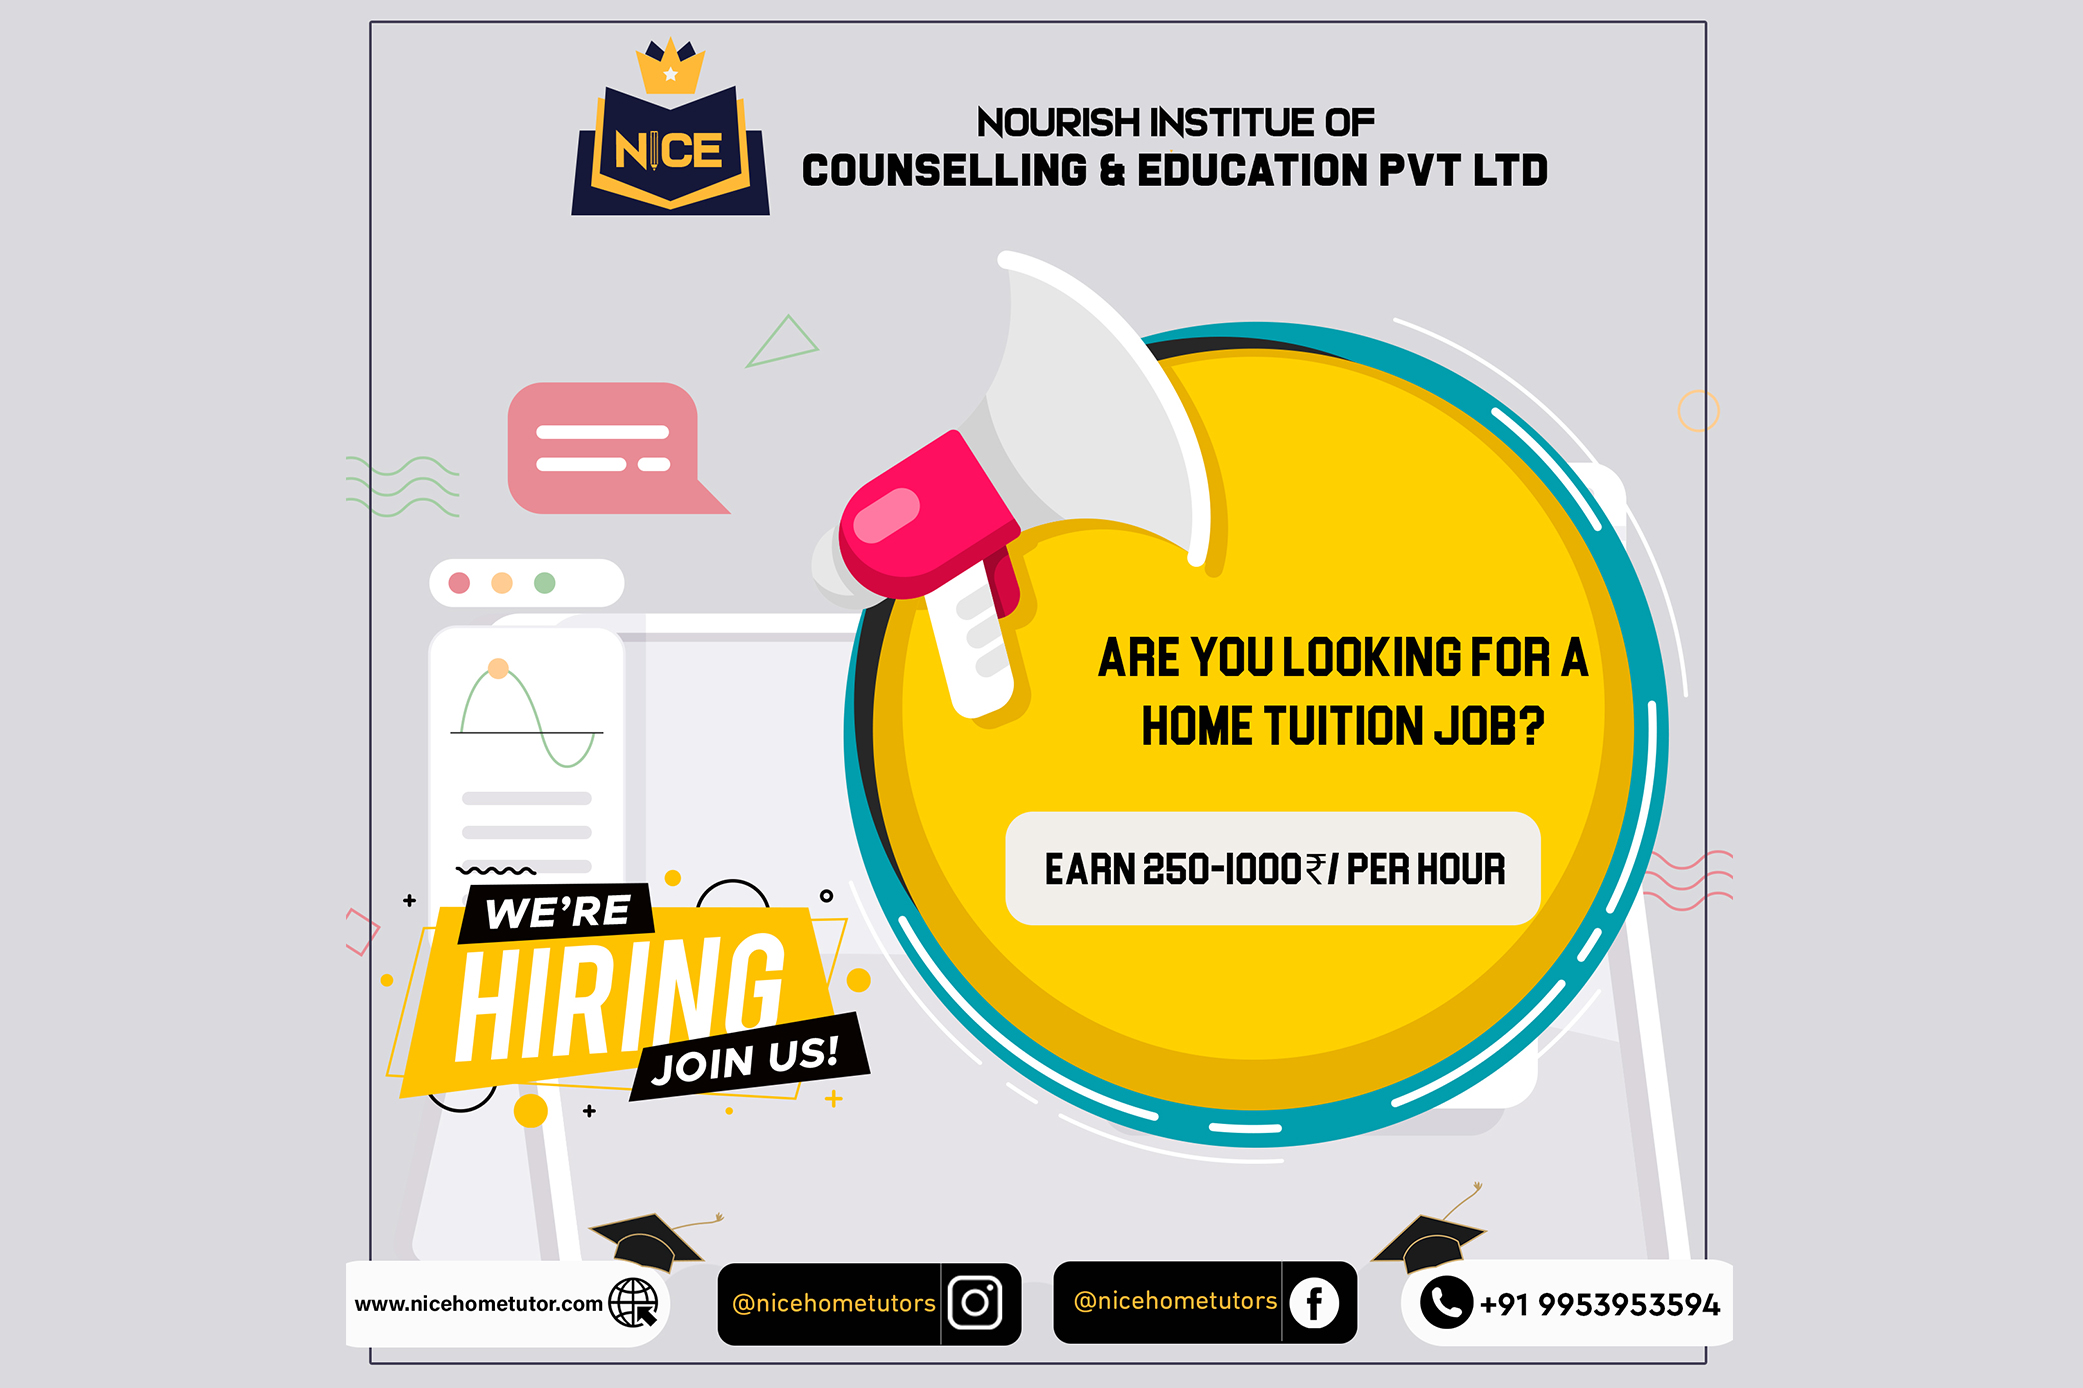 NICE
NOURISH INSTITUE OF
COUNSELLING & EDUCATION PVT LTD
ARE YOU LOOKING FOR A
HOME TUITION JOB?
EARN 250-1000₹/ PER HOUR
WE'RE
HIRING
JOIN US!
www.nicehometutor.com
@nicehometutors
@nicehometutors
+91 9953953594